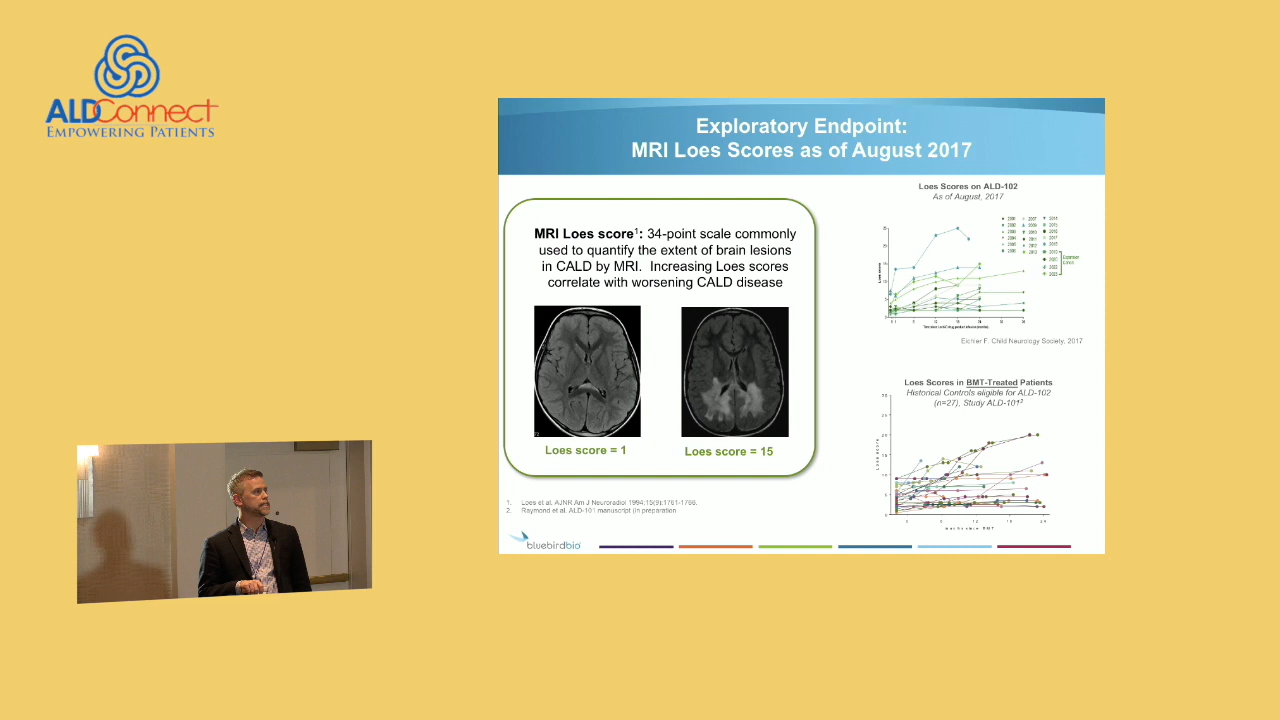 ALDConnect
EMPOWERING PATIENTS
Exploratory Endpoint:
MRI Loes Scores as of August 2017
MRI Loes score¹: 34-point scale commonly
used to quantify the extent of brain lesions
in CALD by MRI. Increasing Loes scores
correlate with worsening CALD disease
Loes score = 1
Loes score = 15
1. Loes et al. AJNR Am J Neuroradiol 1994;15(9):1761-1766.
2. Raymond et al. ALD-101 manuscript (in preparation
Loes Scores on ALD-102
As of August, 2017
Eichler F. Child Neurology Society, 2017
Loes Scores in BMT-Treated Patients
Historical Controls eligible for ALD-102
(n=27), Study ALD-101²
Loes score
months since BMT
bluebirdbio